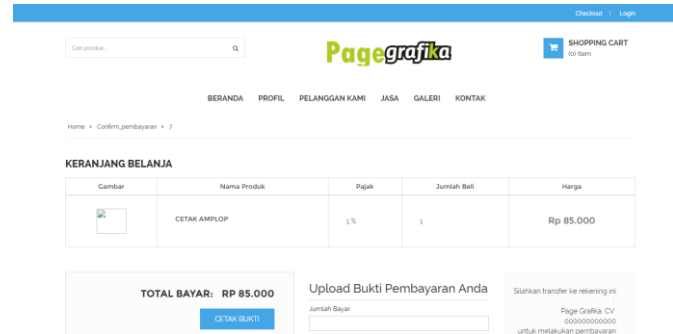 Checkout | Login
Cari produk...
Pagegrafika
SHOPPING CART
(0) Item
BERANDA PROFIL PELANGGAN KAMI JASA GALERI KONTAK
Home Confirm_pembayaran 7
KERANJANG BELANJA
Gambar Nama Produk Pajak Jumlah Beli Harga
CETAK AMPLOP 1 % 1 Rp 85.000
TOTAL BAYAR: RP 85.000
CETAK BUKTI
Upload Bukti Pembayaran Anda
Jumlah Bayar
Silahkan transfer ke rekening ini
:
Page Grafika, CV
000000000000
untuk melakukan pembayaran